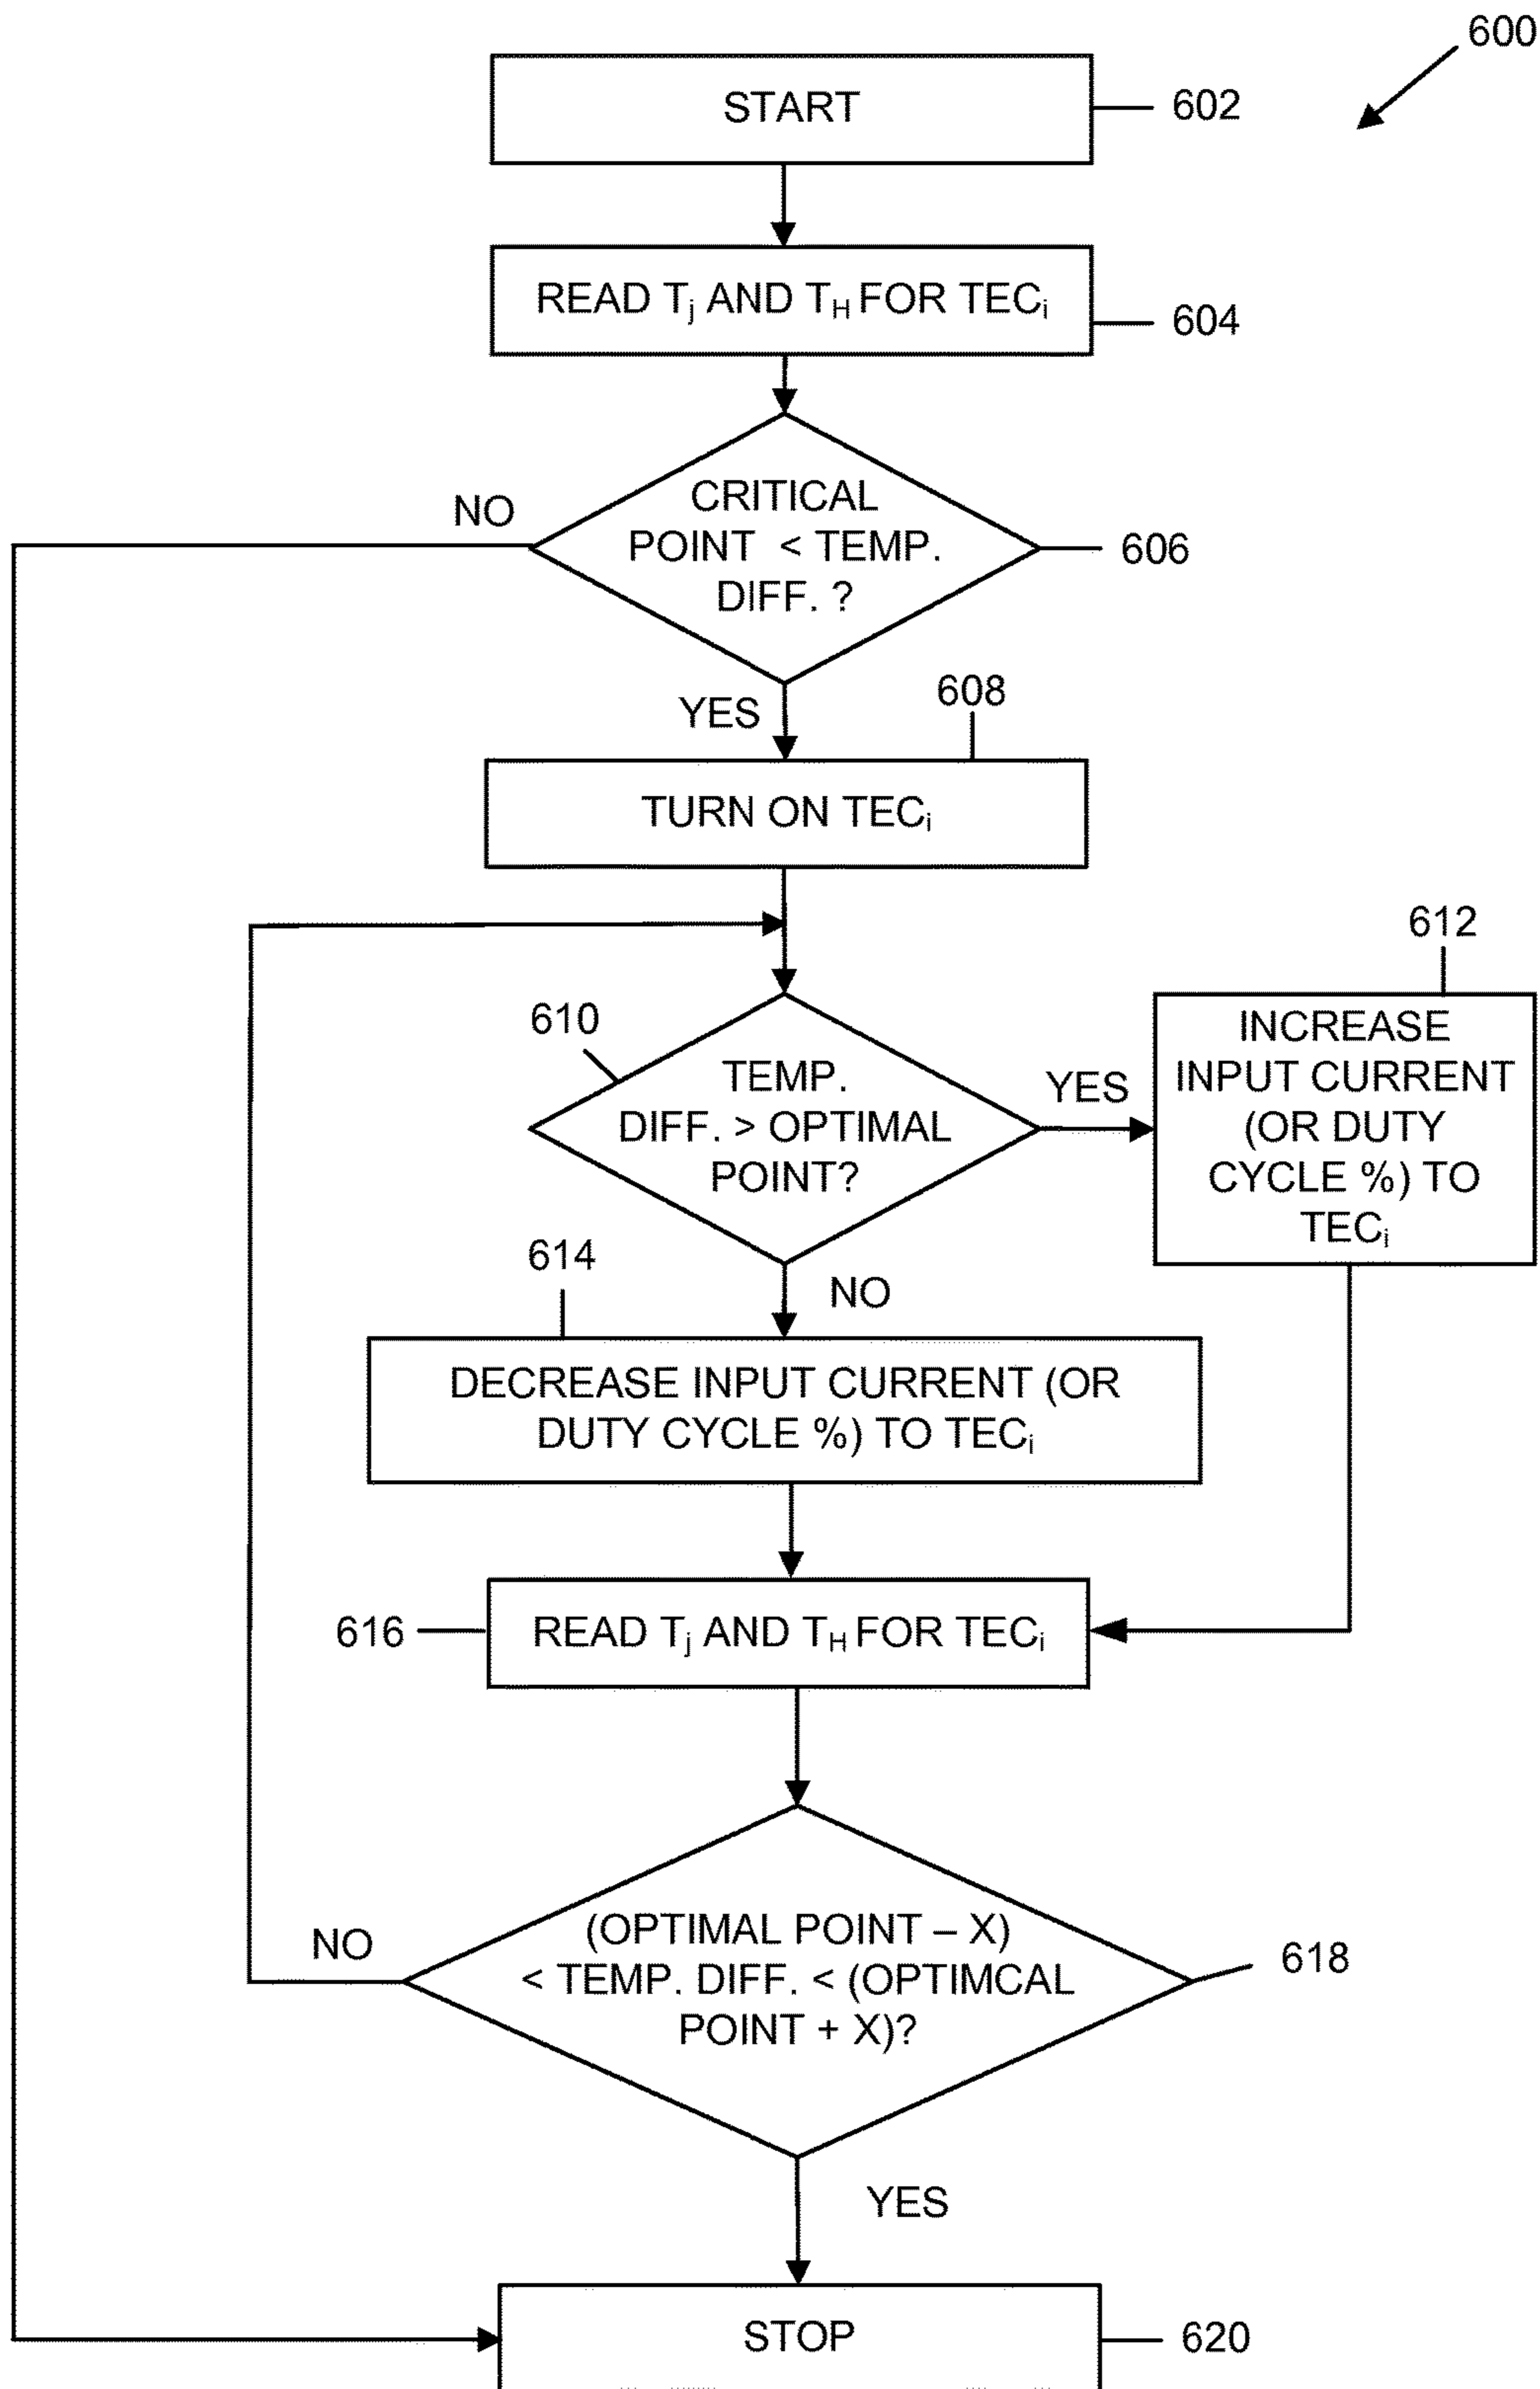 600
START
602
READ Tj AND TH FOR TECi
604
CRITICAL
POINT < TEMP.
DIFF. ?
NO
606
YES
608
TURN ON TECi
610
TEMP.
DIFF. > OPTIMAL
POINT?
YES
612
INCREASE
INPUT CURRENT
(OR DUTY
CYCLE %) TO
TECi
NO
614
DECREASE INPUT CURRENT (OR
DUTY CYCLE %) TO TECi
616
READ Tj AND TH FOR TECi
NO
(OPTIMAL POINT – X)
< TEMP. DIFF. < (OPTIMCAL
POINT + X)?
618
YES
STOP
620